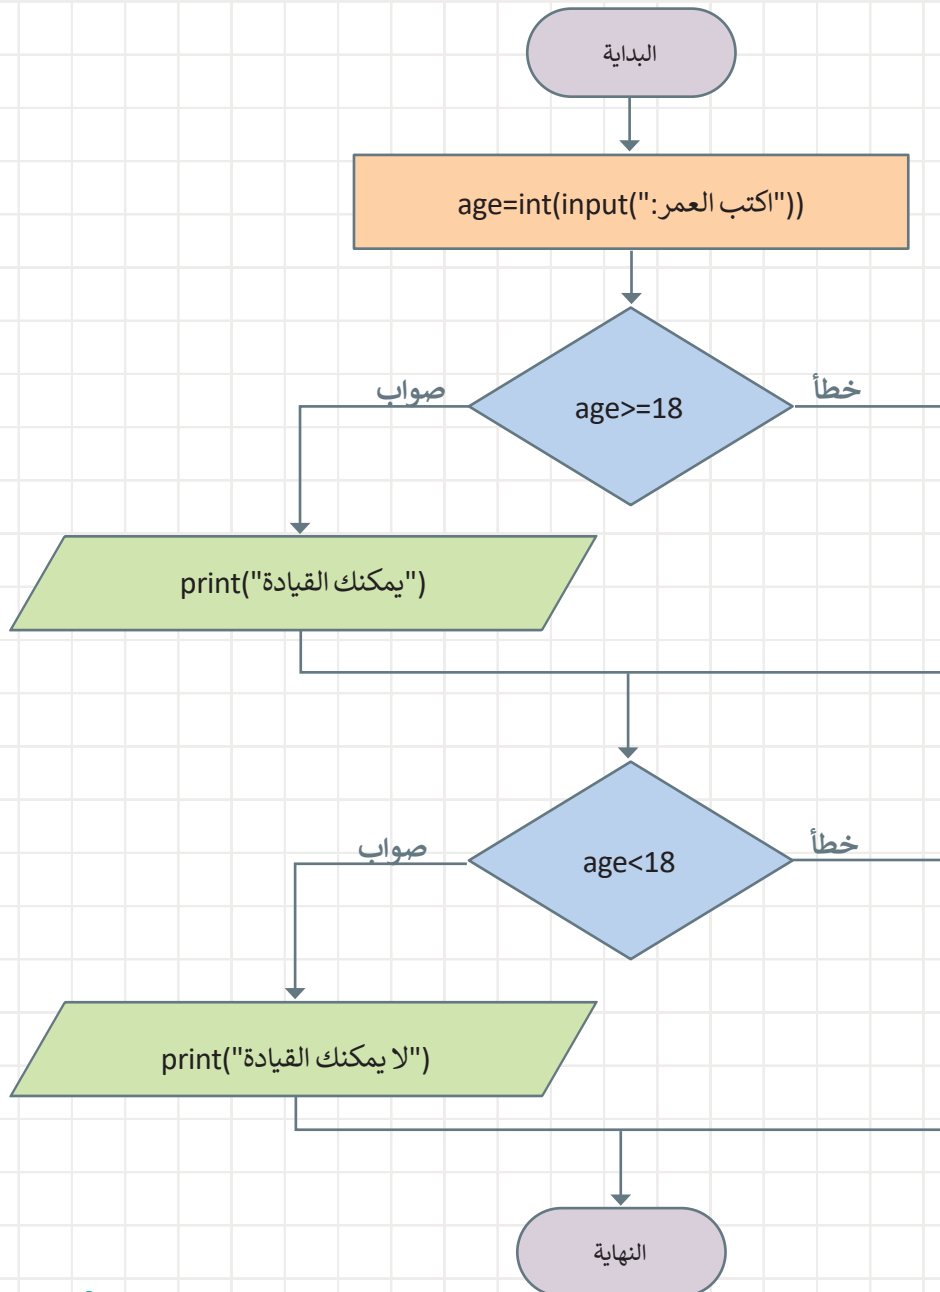 البداية
age=int(input("اكتب العمر:"))
age>=18
صواب
خطأ
print("يمكنك القيادة")
age<18
صواب
خطأ
print("لا يمكنك القيادة")
النهاية